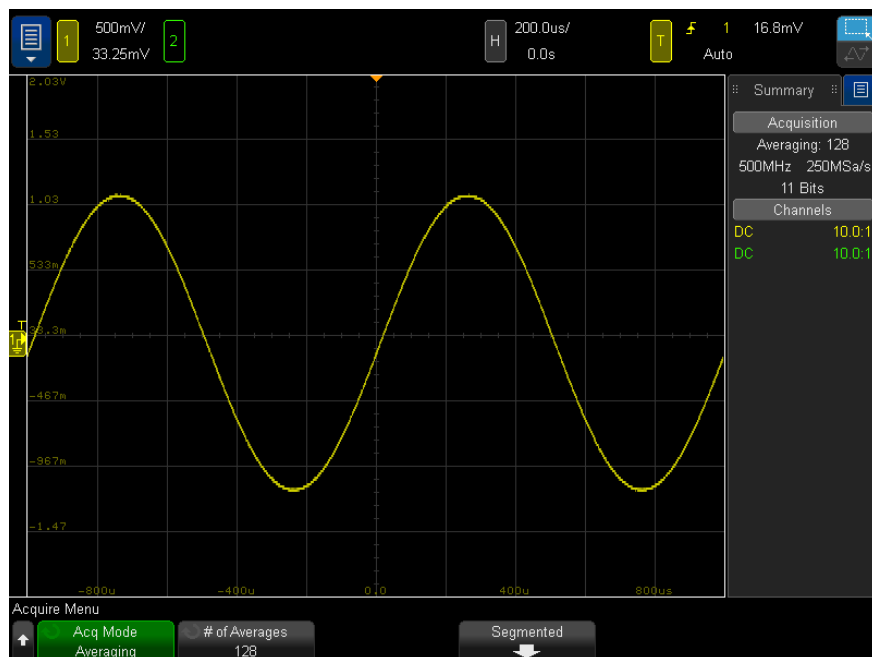 1 500mV/ 33.25mV 2 H 200.0us/ 0.0s T 1 16.8mV Auto
2.03V
1.53
1.03
533m
33.3m
-467m
-967m
-1.47
-800u -400u 0.0 400u 800us
T
1
Summary
Acquisition
Averaging: 128
500MHz 250MSa/s
11 Bits
Channels
DC 10.0:1
DC 10.0:1
Acquire Menu
Acq Mode
Averaging
# of Averages
128
Segmented